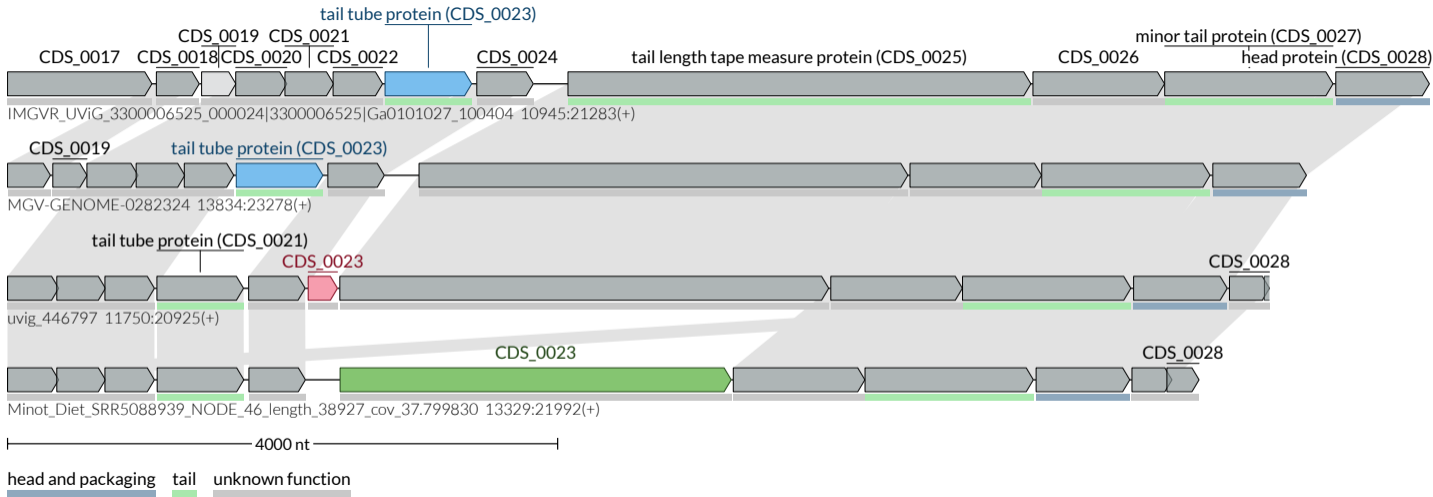 tail tube protein (CDS_0023)
CDS_0019 CDS_0021 minor tail protein (CDS_0027)
CDS_0017 CDS_0018 CDS_0020 CDS_0022 CDS_0024 tail length tape measure protein (CDS_0025) CDS_0026 head protein (CDS_0028)
IMGVR_UViG_3300006525_000024|3300006525|Ga0101027_100404 10945:21283(+)
CDS_0019 tail tube protein (CDS_0023)
MGV-GENOME-0282324 13834:23278(+)
tail tube protein (CDS_0021)
CDS_0023 CDS_0028
uvig_446797 11750:20925(+)
CDS_0023 CDS_0028
Minot_Diet_SRR5088939_NODE_46_length_38927_cov_37.799830 13329:21992(+)
4000 nt
head and packaging tail unknown function